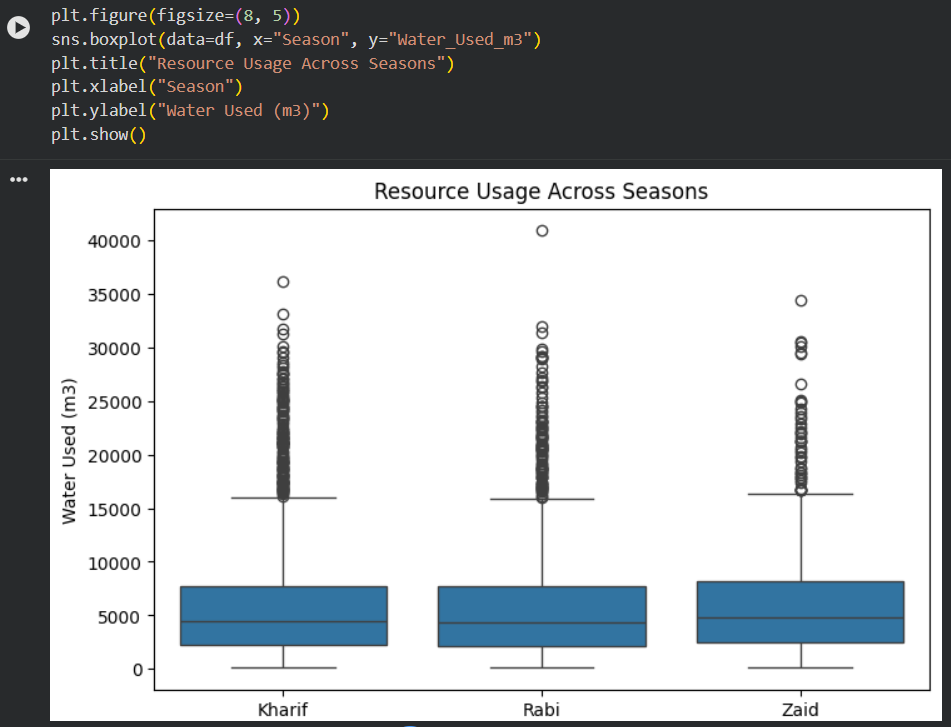 plt.figure(figsize=(8, 5))
sns.boxplot(data=df, x="Season", y="Water_Used_m3")
plt.title("Resource Usage Across Seasons")
plt.xlabel("Season")
plt.ylabel("Water Used (m3)")
plt.show()
Resource Usage Across Seasons
Water Used (m3)
40000
35000
30000
25000
20000
15000
10000
5000
0
Kharif Rabi Zaid